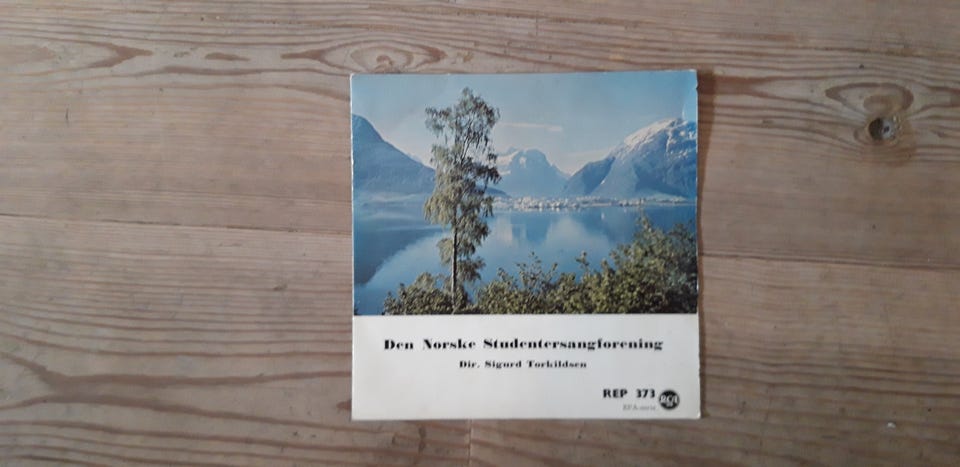 Den Norske Studentersangforening
Dir. Sigurd Torkildsen
REP 373
RCA